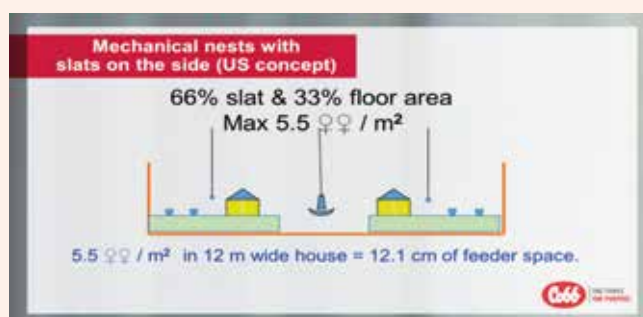 Mechanical nests with
slats on the side (US concept)
66% slat & 33% floor area
Max 5.5 ♀♀ / m²
5.5 ♀♀ / m² in 12 m wide house = 12.1 cm of feeder space.
Cobb